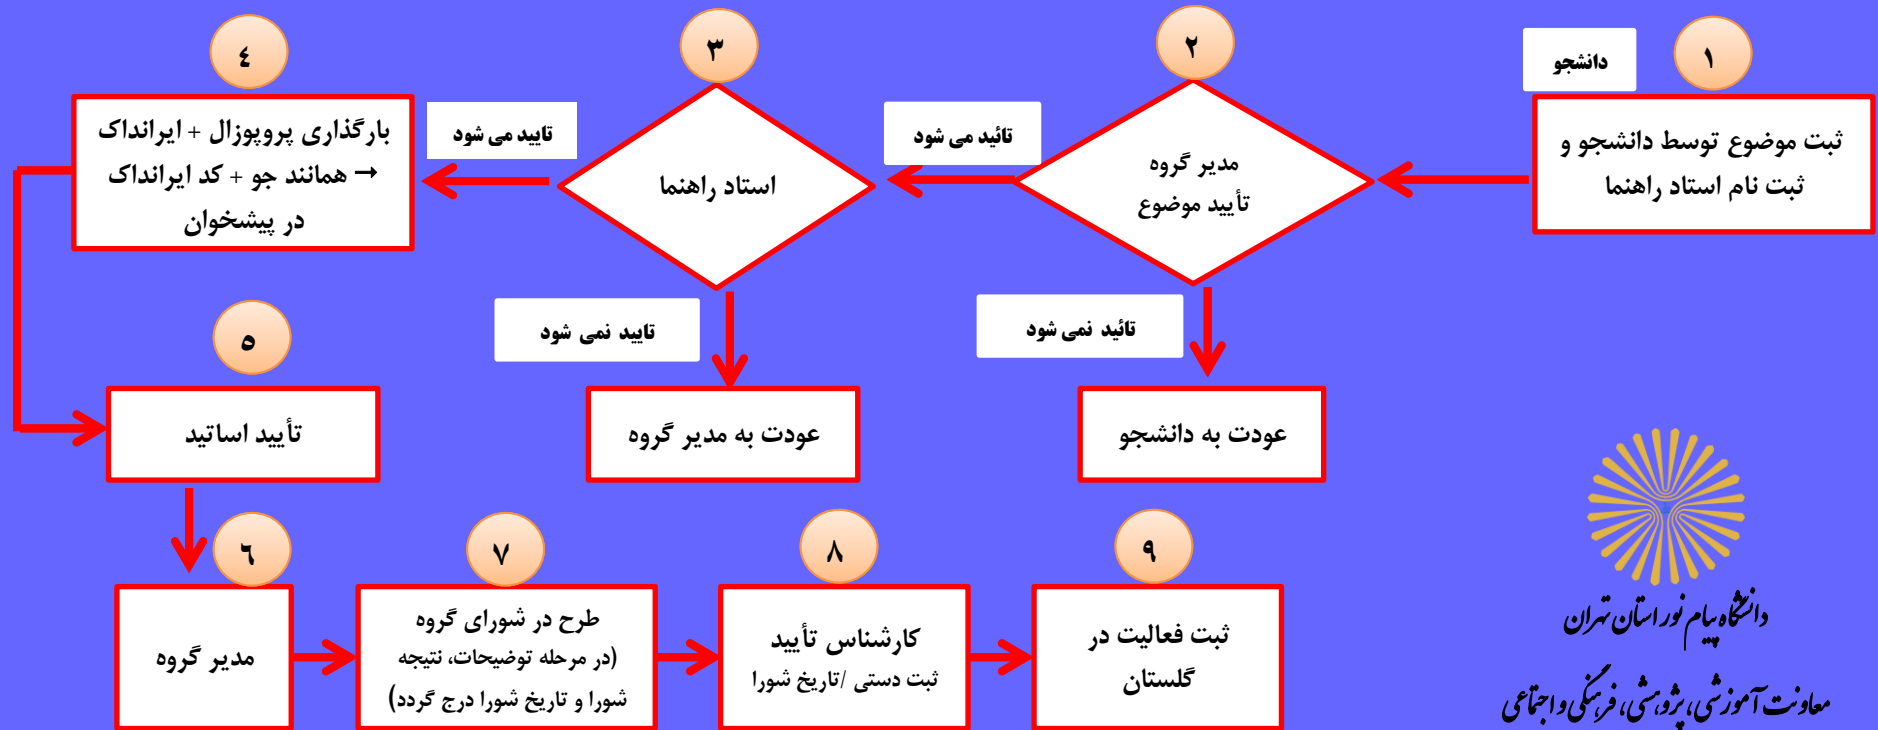 ۱
دانشجو
ثبت موضوع توسط دانشجو و
ثبت نام استاد راهنما
۲
مدیر گروه
تأیید موضوع
تائید می شود
تائید نمی شود
عودت به دانشجو
۳
استاد راهنما
تایید می شود
تایید نمی شود
عودت به مدیر گروه
٤
بارگذاری پروپوزال + ایرانداک
→ همانند جو + کد ایرانداک
در پیشخوان
٥
تأیید اساتید
٦
مدیر گروه
۷
طرح در شورای گروه
(در مرحله توضیحات، نتیجه
شورا و تاریخ شورا درج گردد)
۸
کارشناس تأیید
ثبت دستی /تاریخ شورا
۹
ثبت فعالیت در
گلستان
دانشگاه پیام نور استان تهران
معاونت آموزشی، پژوهشی، فرهنگی و اجتماعی